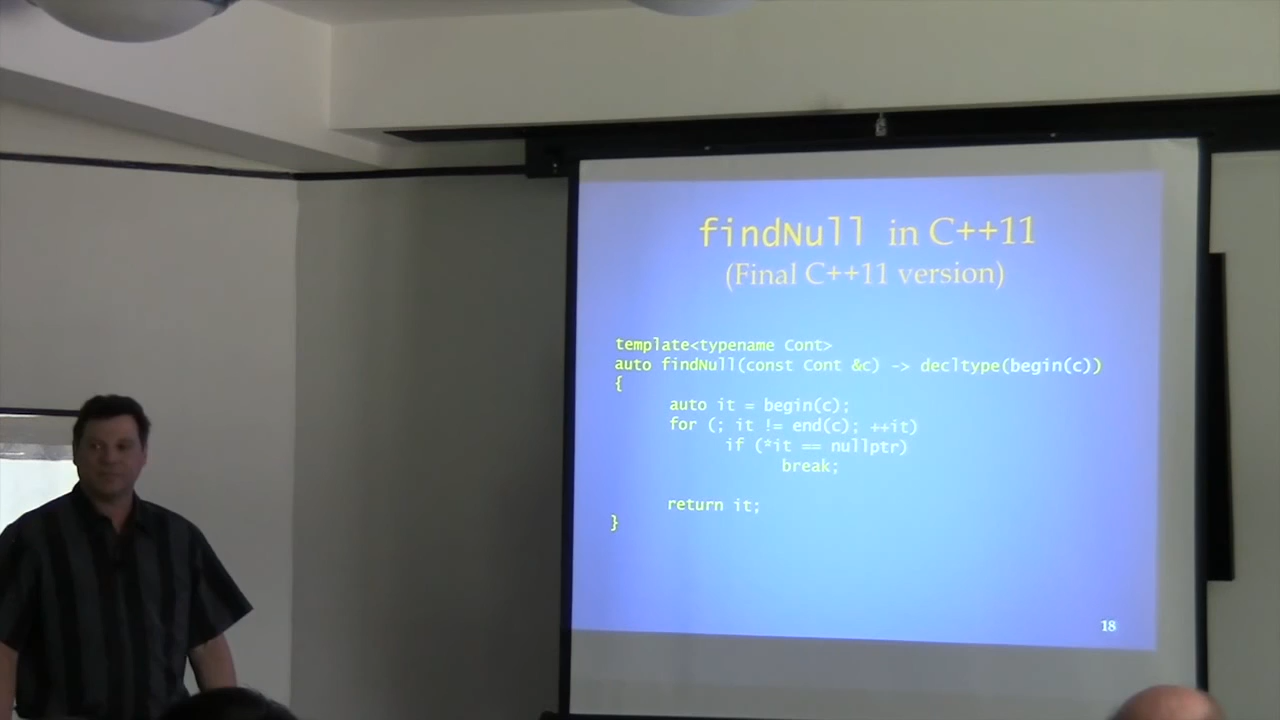 findNull in C++11
(Final C++11 version)
template<typename Cont>
auto findNull(const Cont &c) -> decltype(begin(c))
{
auto it = begin(c);
for (; it != end(c); ++it)
if (*it == nullptr)
break;
return it;
}
18